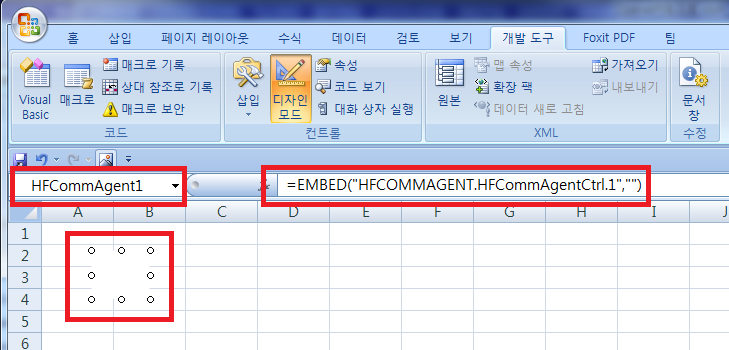 홈 삽입 페이지 레이아웃 수식 데이터 검토 보기 개발 도구 Foxit PDF 팀
Visual Basic
매크로
매크로 기록
상대 참조로 기록
매크로 보안
코드
삽입
디자인 모드
속성
코드 보기
대화 상자 실행
컨트롤
원본
맵 속성
확장 팩
데이터 새로 고침
가져오기
내보내기
XML
문서 창
수정
HFCommAgent1
fx
=EMBED("HFCOMMAGENT.HFCommAgentCtrl.1","")
A B C D E F G H I J
1
2
3
4
5
6